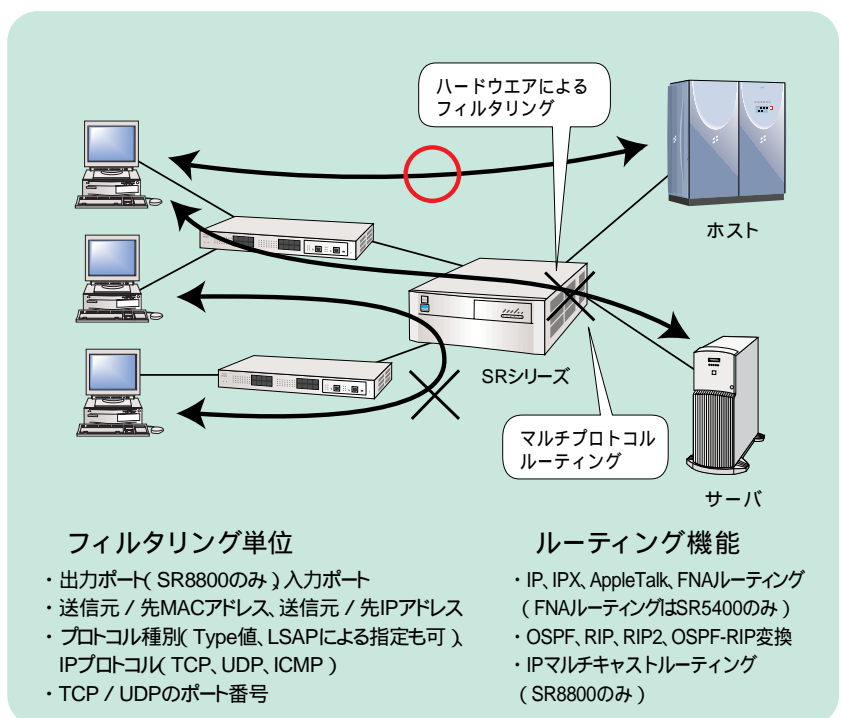 ハードウエアによる
フィルタリング
ホスト
SRシリーズ
マルチプロトコル
ルーティング
サーバ
フィルタリング単位
・出力ポート（SR8800のみ）、入力ポート
・送信元 / 先MACアドレス、送信元 / 先IPアドレス
・プロトコル種別（Type値、LSAPによる指定も可）、
IPプロトコル（TCP、UDP、ICMP）
・TCP / UDPのポート番号
ルーティング機能
・IP、IPX、AppleTalk、FNAルーティング
（FNAルーティングはSR5400のみ）
・OSPF、RIP、RIP2、OSPF-RIP変換
・IPマルチキャストルーティング
（SR8800のみ）